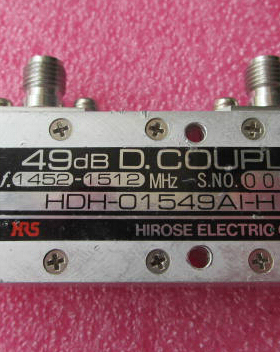 49dB D.COUPL
f.1452-1512 MHz - S.NO.00
HDH-01549AI-H
HRS HIROSE ELECTRIC